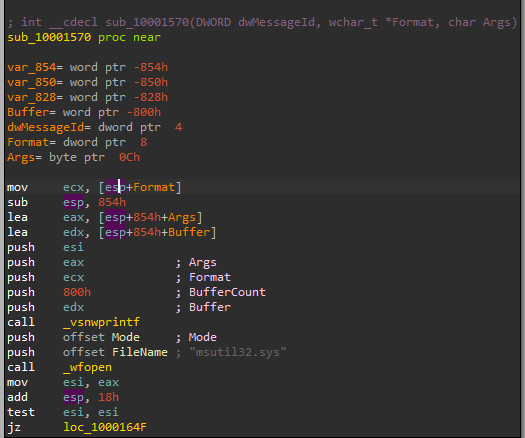 ; int __cdecl sub_10001570(DWORD dwMessageId, wchar_t *Format, char Args)
sub_10001570 proc near
var_854= word ptr -854h
var_850= word ptr -850h
var_828= word ptr -828h
Buffer= word ptr -800h
dwMessageId= dword ptr  4
Format= dword ptr  8
Args= byte ptr  0Ch
mov     ecx, [esp+Format]
sub     esp, 854h
lea     eax, [esp+854h+Args]
lea     edx, [esp+854h+Buffer]
push    esi
push    eax             ; Args
push    ecx             ; Format
push    800h            ; BufferCount
push    edx             ; Buffer
call    _vsnwprintf
push    offset Mode     ; Mode
push    offset FileName ; "msutil32.sys"
call    _wfopen
mov     esi, eax
add     esp, 18h
test    esi, esi
jz      loc_1000164F